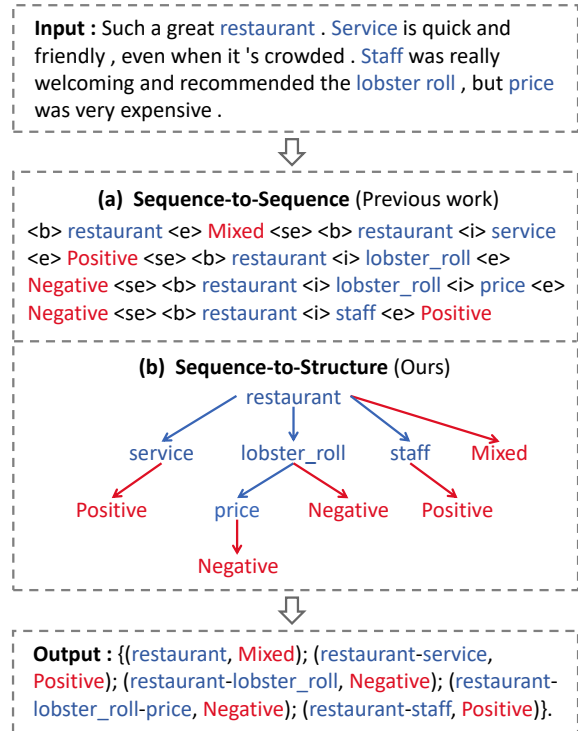 Input : Such a great restaurant . Service is quick and
friendly , even when it 's crowded . Staff was really
welcoming and recommended the lobster roll , but price
was very expensive .
(a) Sequence-to-Sequence (Previous work)
<b> restaurant <e> Mixed <se> <b> restaurant <i> service
<e> Positive <se> <b> restaurant <i> lobster_roll <e>
Negative <se> <b> restaurant <i> lobster_roll <i> price <e>
Negative <se> <b> restaurant <i> staff <e> Positive
(b) Sequence-to-Structure (Ours)
restaurant
service lobster_roll staff Mixed
Positive price Negative Positive
Negative
Output : {(restaurant, Mixed); (restaurant-service,
Positive); (restaurant-lobster_roll, Negative); (restaurant-
lobster_roll-price, Negative); (restaurant-staff, Positive)}.